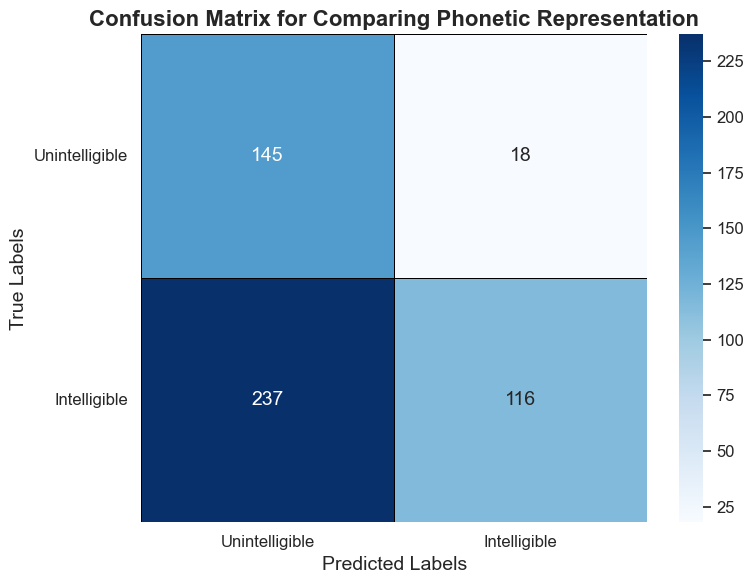 Confusion Matrix for Comparing Phonetic Representation
True Labels
Unintelligible
145
18
Intelligible
237
116
Unintelligible
Intelligible
Predicted Labels
225
200
175
150
125
100
75
50
25